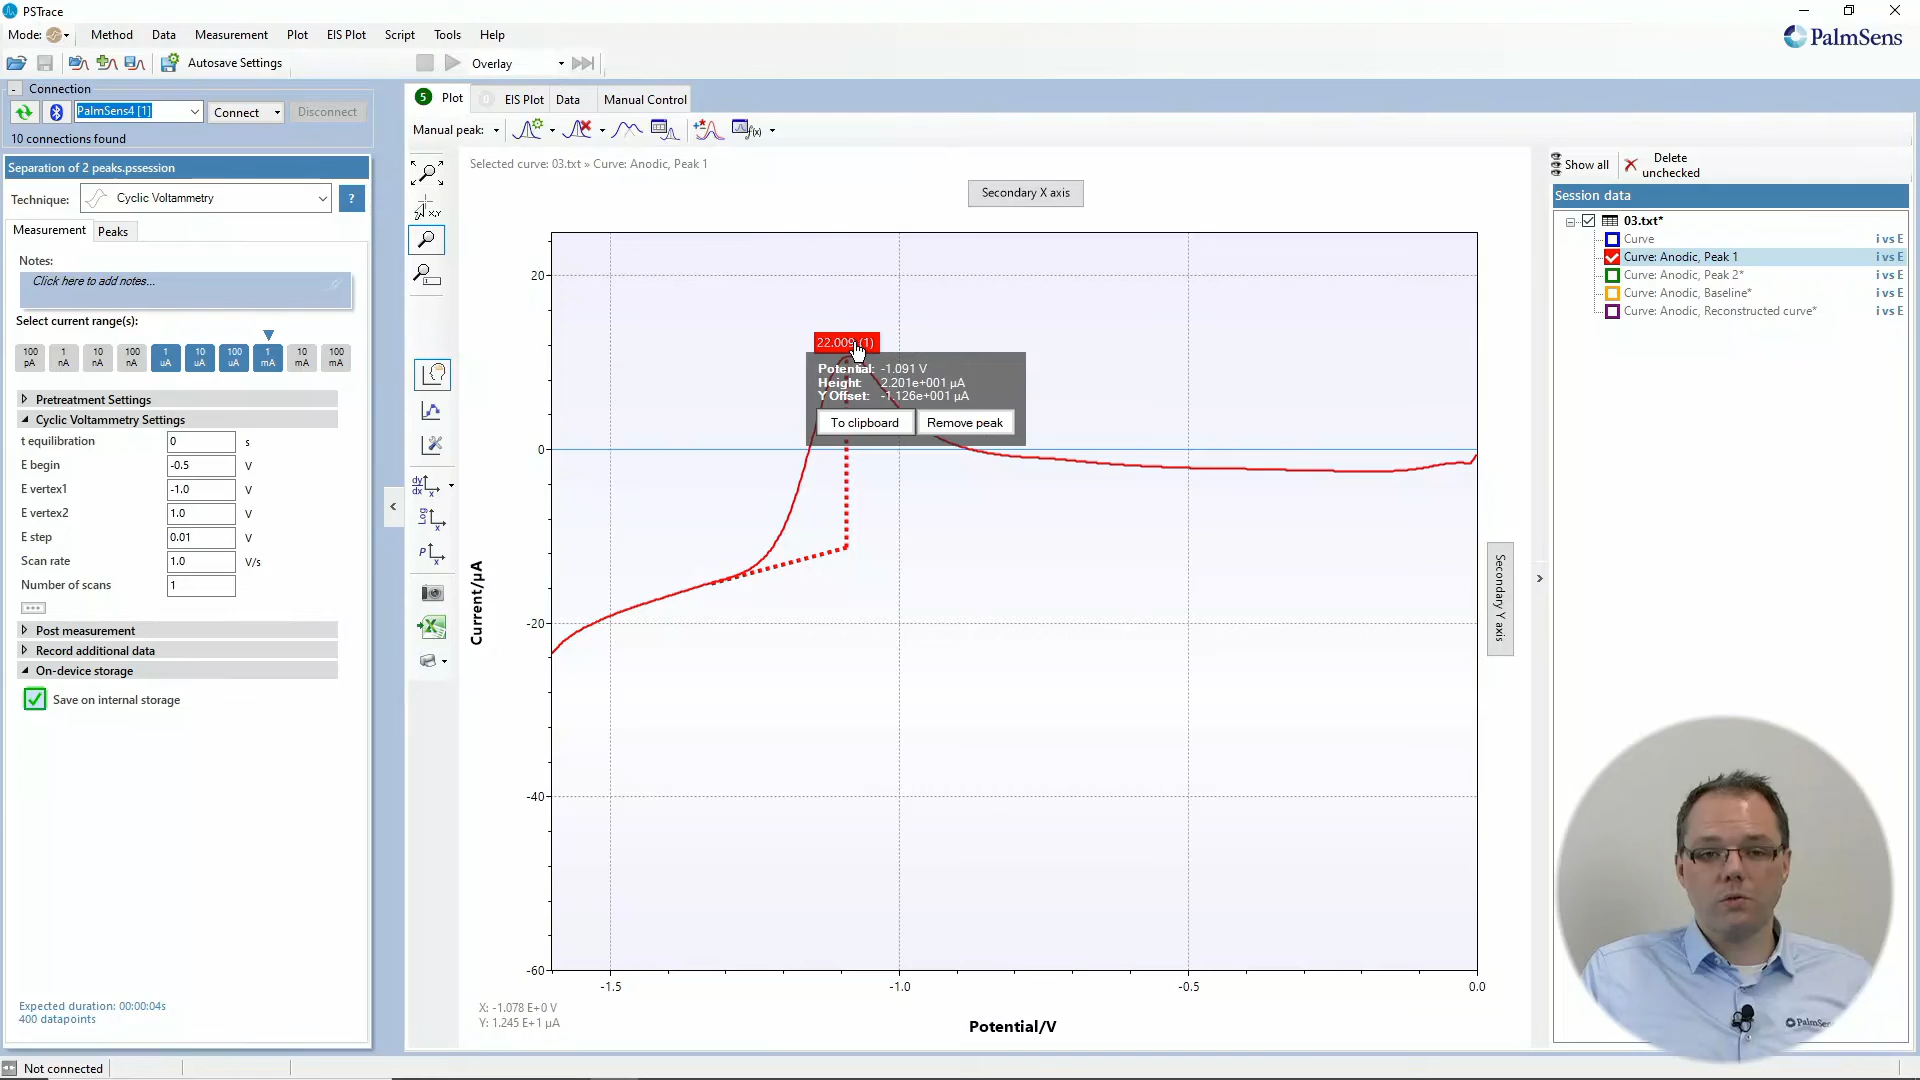 PSTrace
Mode:
Method
Data
Measurement
Plot
EIS Plot
Script
Tools
Help
PalmSens
Autosave Settings
Overlay
Connection
PalmSens4 [1]
Connect
Disconnect
10 connections found
Separation of 2 peaks.pssession
Technique:
Cyclic Voltammetry
?
Measurement
Peaks
Notes:
Click here to add notes...
Select current range(s):
100 pA
1 nA
10 nA
100 nA
1 uA
10 uA
100 uA
1 mA
10 mA
100 mA
Pretreatment Settings
Cyclic Voltammetry Settings
t equilibration 0 s
E begin -0.5 V
E vertex1 -1.0 V
E vertex2 1.0 V
E step 0.01 V
Scan rate 1.0 V/s
Number of scans 1
Post measurement
Record additional data
On-device storage
Save on internal storage
Expected duration: 00:00:04s
400 datapoints
Not connected
5 Plot
0 EIS Plot
Data
Manual Control
Manual peak:
Selected curve: 03.txt » Curve: Anodic, Peak 1
Secondary X axis
x,Y
dy/dx x
Log x
P x
20
0
-20
-40
-60
Current/µA
22.009 (1)
Potential: -1.091 V
Height: 2.201e+001 µA
Y Offset: -1.126e+001 µA
To clipboard
Remove peak
Secondary Y axis
-1.5
-1.0
-0.5
0.0
X: -1.078 E+0 V
Y: 1.245 E+1 µA
Potential/V
Show all
Delete
unchecked
Session data
03.txt*
Curve i vs E
Curve: Anodic, Peak 1 i vs E
Curve: Anodic, Peak 2* i vs E
Curve: Anodic, Baseline* i vs E
Curve: Anodic, Reconstructed curve* i vs E